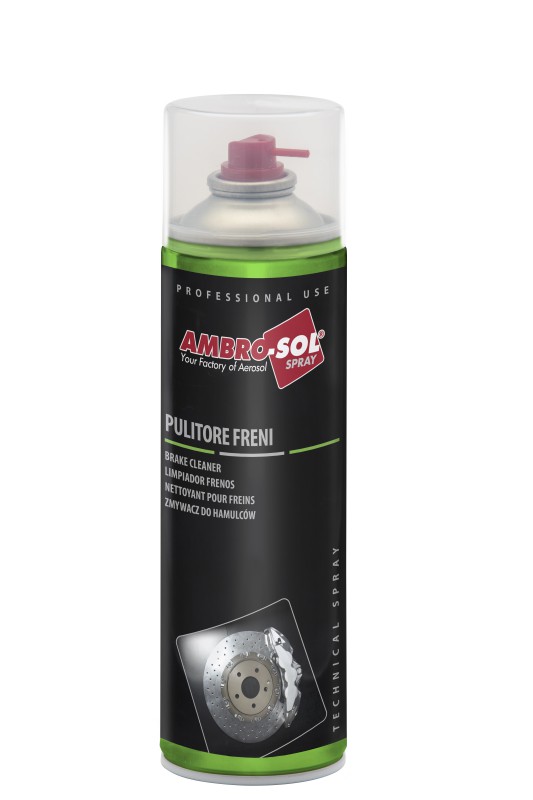 PROFESSIONAL USE
AMBRO-SOL®
SPRAY
Your Factory of Aerosol
PULITORE FRENI
BRAKE CLEANER
LIMPIADOR FRENOS
NETTOYANT POUR FREINS
ZMYWACZ DO HAMULCÓW
TECHNICAL SPRAY